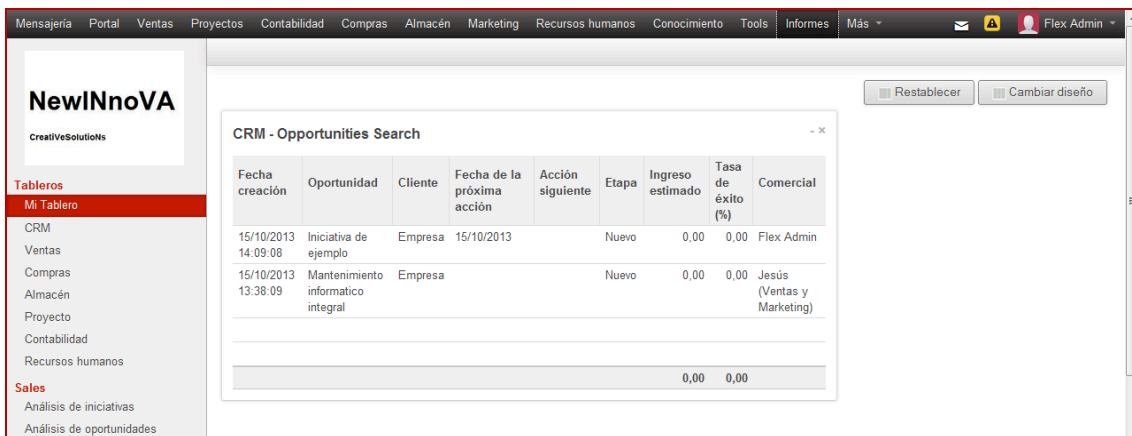 Mensajería Portal Ventas Proyectos Contabilidad Compras Almacén Marketing Recursos humanos Conocimiento Tools Informes Más Flex Admin
NewINnoVA
CreatiVeSolutioNs
Restablecer Cambiar diseño
Tableros
Mi Tablero
CRM
Ventas
Compras
Almacén
Proyecto
Contabilidad
Recursos humanos
Sales
Análisis de iniciativas
Análisis de oportunidades
CRM - Opportunities Search
Fecha creación Oportunidad Cliente Fecha de la próxima acción Acción siguiente Etapa Ingreso estimado Tasa de éxito (%) Comercial
15/10/2013 14:09:08 Iniciativa de ejemplo Empresa 15/10/2013 Nuevo 0,00 0,00 Flex Admin
15/10/2013 13:38:09 Mantenimiento informatico integral Empresa Nuevo 0,00 0,00 Jesús (Ventas y Marketing)
0,00 0,00